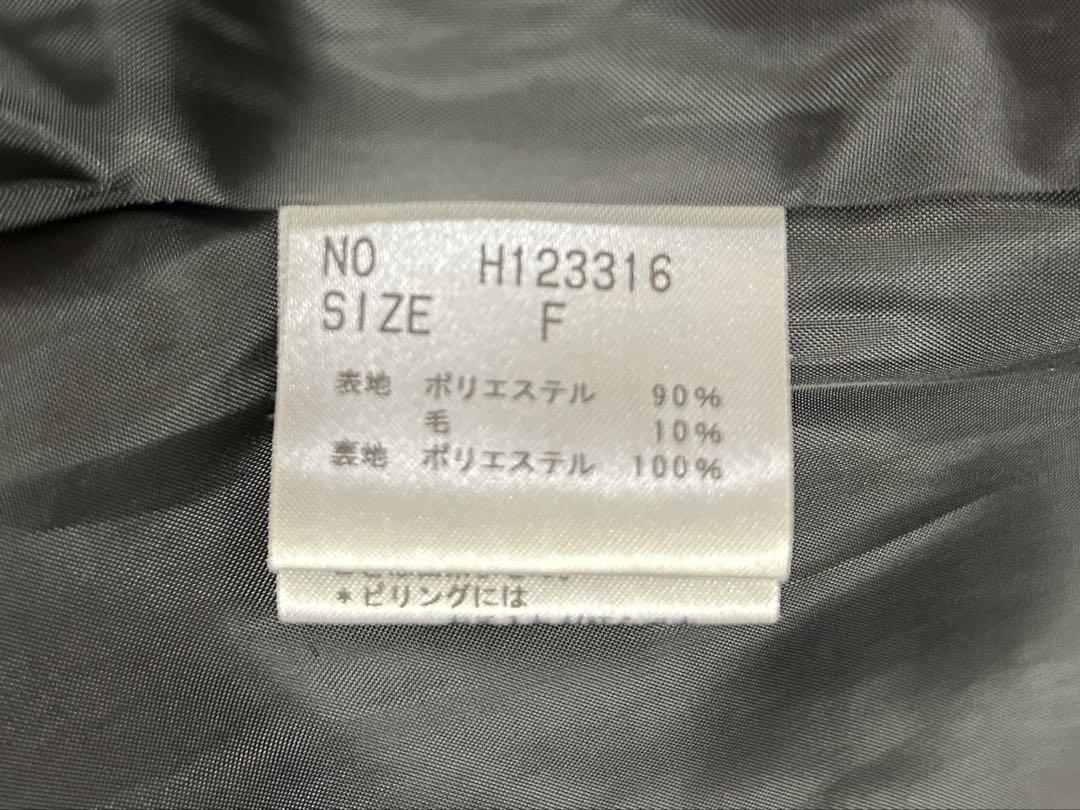 NO H123316
SIZE F
表地 ポリエステル 90%
毛 10%
裏地 ポリエステル 100%
*ピリングには